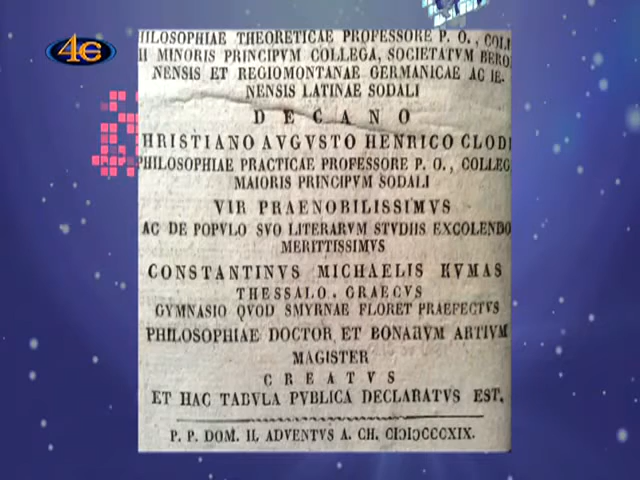 4E
PHILOSOPHIAE THEORETICAE PROFESSORE P. O., COLL
II MINORIS PRINCIPVM COLLEGA, SOCIETATVM BERO
NENSIS ET REGIOMONTANAE GERMANICAE AC IE.
NENSIS LATINAE SODALI
DECANO
HRISTIANO AVGVSTO HENRICO CLODI
PHILOSOPHIAE PRACTICAE PROFESSORE P. O., COLLEG
MAIORIS PRINCIPVM SODALI
VIR PRAENOBILISSIMVS
AC DE POPVLO SVO LITERARVM STVDIIS EXCOLENDO
MERITTISSIMVS
CONSTANTINVS MICHAELIS KVMAS
THESSALO. GRAECVS
GYMNASIO QVOD SMYRNAE FLORET PRAEFECTVS
PHILOSOPHIAE DOCTOR ET BONARVM ARTIVM
MAGISTER
CREATVS
ET HAC TABVLA PVBLICA DECLARATVS EST.
P. P. DOM. II. ADVENTVS A. CH. CIↃIↃCCCXIX.